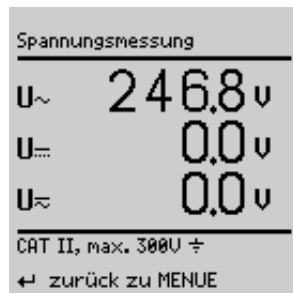 Spannungsmessung
U~ 246.8 V
U⎓ 0.0 V
U≂ 0.0 V
CAT II, max. 300V ⏚
↵ zurück zu MENUE